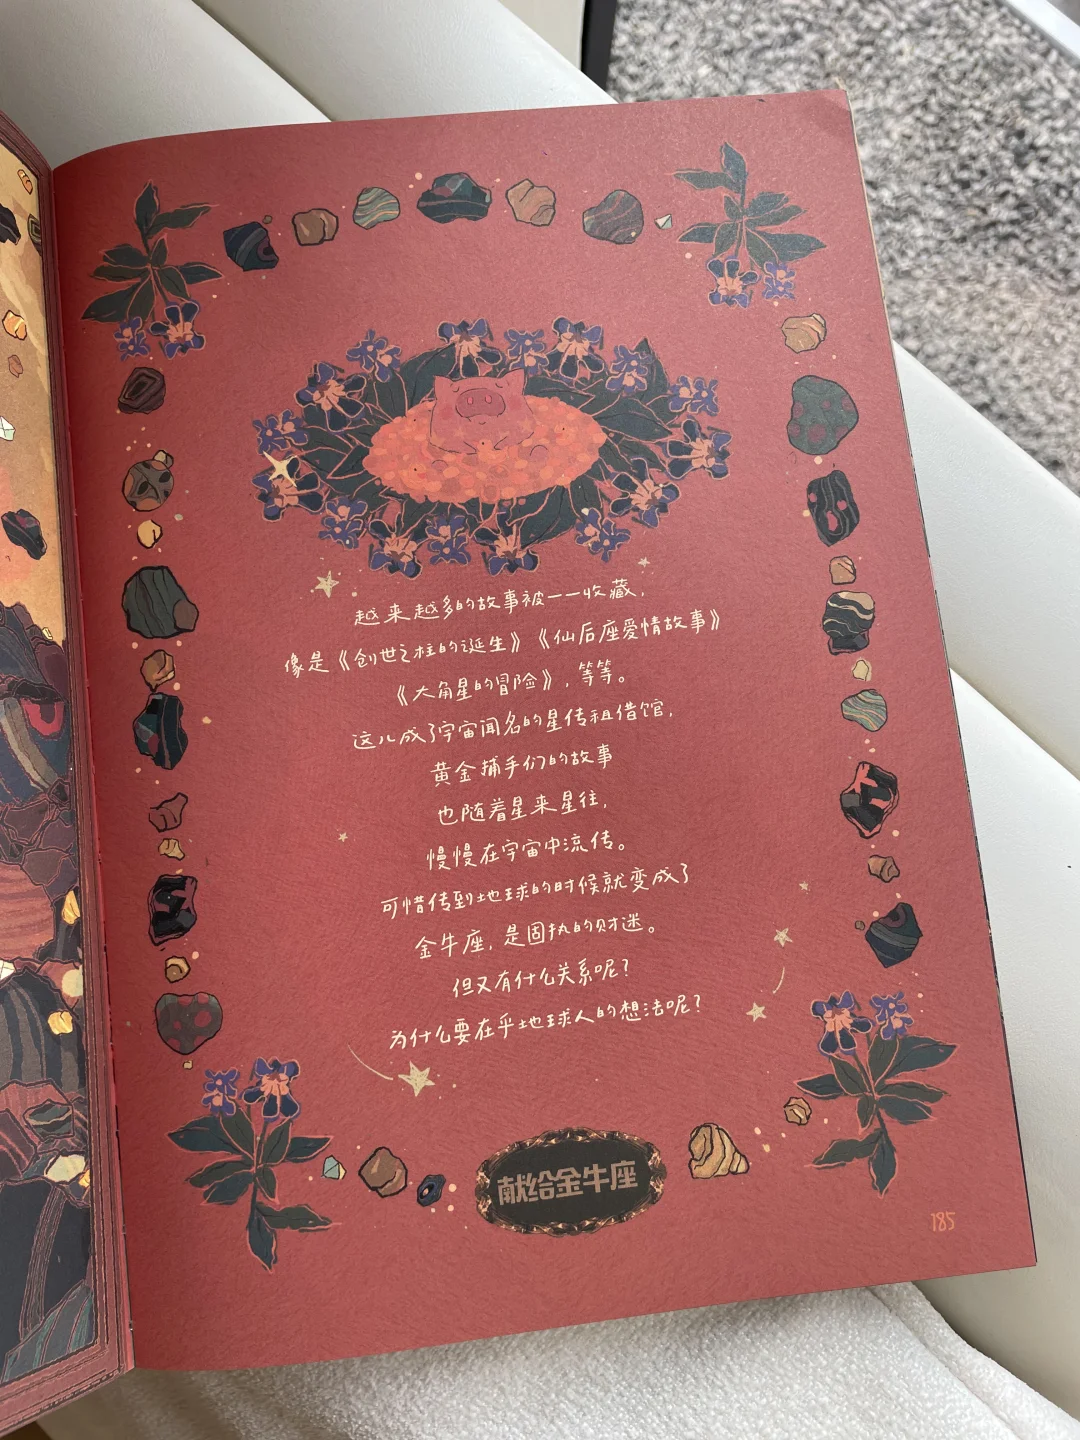 越来越多的故事被一一收藏，
像是《创世之柱的诞生》《仙后座爱情故事》
《大角星的冒险》，等等。
这儿成了宇宙闻名的星传租借馆，
黄金捕手们的故事
也随着星来星往，
慢慢在宇宙中流传。
可惜传到地球的时候就变成了
金牛座，是固执的财迷。
但又有什么关系呢？
为什么要在乎地球人的想法呢？
献给金牛座
185